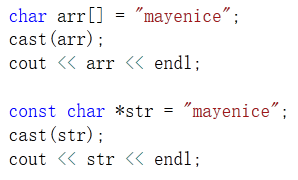 char arr[] = "mayenice";
cast(arr);
cout << arr << endl;
const char *str = "mayenice";
cast(str);
cout << str << endl;